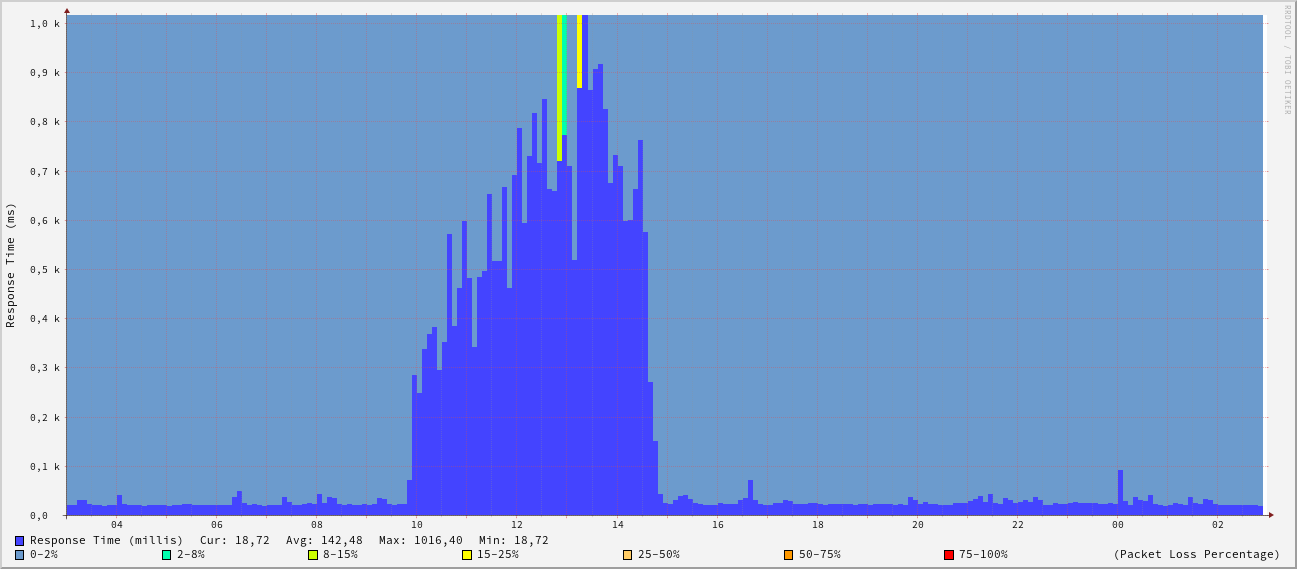 RRDTOOL / TOBI OETIKER
Response Time (ms)
1,0 k
0,9 k
0,8 k
0,7 k
0,6 k
0,5 k
0,4 k
0,3 k
0,2 k
0,1 k
0,0
04 06 08 10 12 14 16 18 20 22 00 02
Response Time (millis) Cur: 18,72 Avg: 142,48 Max: 1016,40 Min: 18,72
0-2% 2-8% 8-15% 15-25% 25-50% 50-75% 75-100% (Packet Loss Percentage)